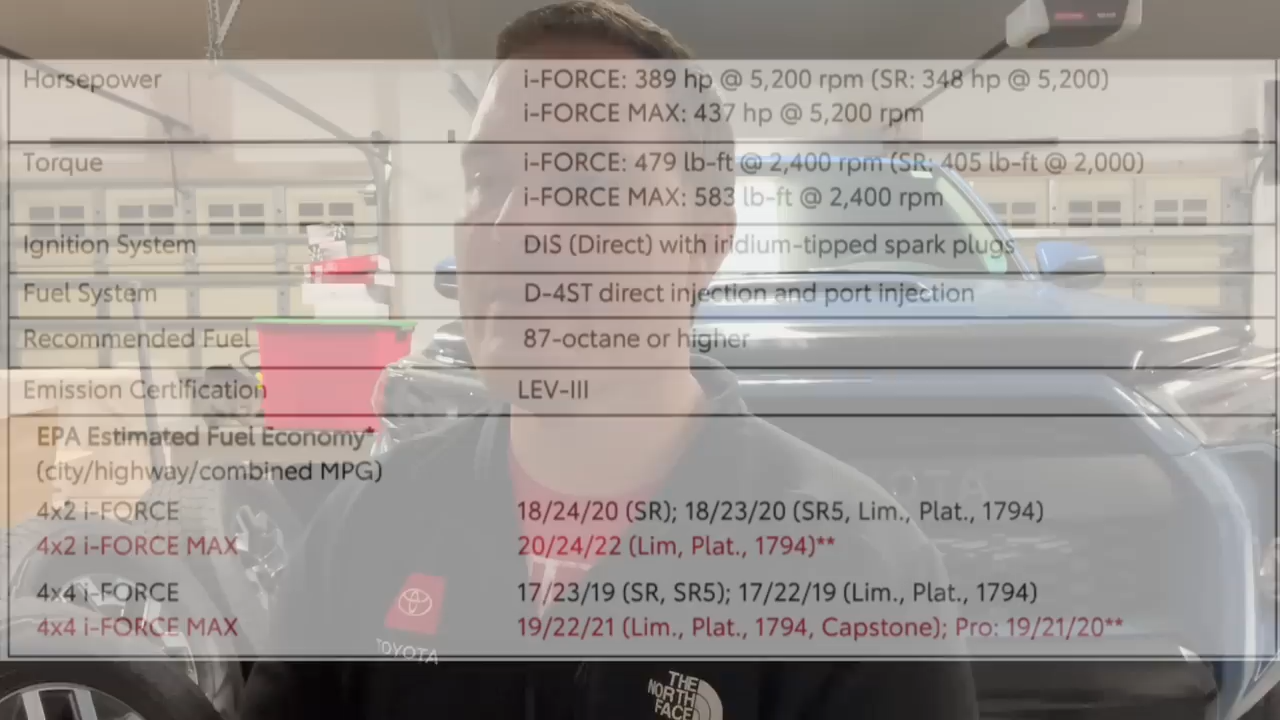 Horsepower i-FORCE: 389 hp @ 5,200 rpm (SR: 348 hp @ 5,200)
i-FORCE MAX: 437 hp @ 5,200 rpm
Torque i-FORCE: 479 lb-ft @ 2,400 rpm (SR: 405 lb-ft @ 2,000)
i-FORCE MAX: 583 lb-ft @ 2,400 rpm
Ignition System DIS (Direct) with iridium-tipped spark plugs
Fuel System D-4ST direct injection and port injection
Recommended Fuel 87-octane or higher
Emission Certification LEV-III
EPA Estimated Fuel Economy*
(city/highway/combined MPG)
4x2 i-FORCE 18/24/20 (SR); 18/23/20 (SR5, Lim., Plat., 1794)
4x2 i-FORCE MAX 20/24/22 (Lim, Plat., 1794)**
4x4 i-FORCE 17/23/19 (SR, SR5); 17/22/19 (Lim., Plat., 1794)
4x4 i-FORCE MAX 19/22/21 (Lim., Plat., 1794, Capstone); Pro: 19/21/20**
TOYOTA
THE
NORTH
FACE